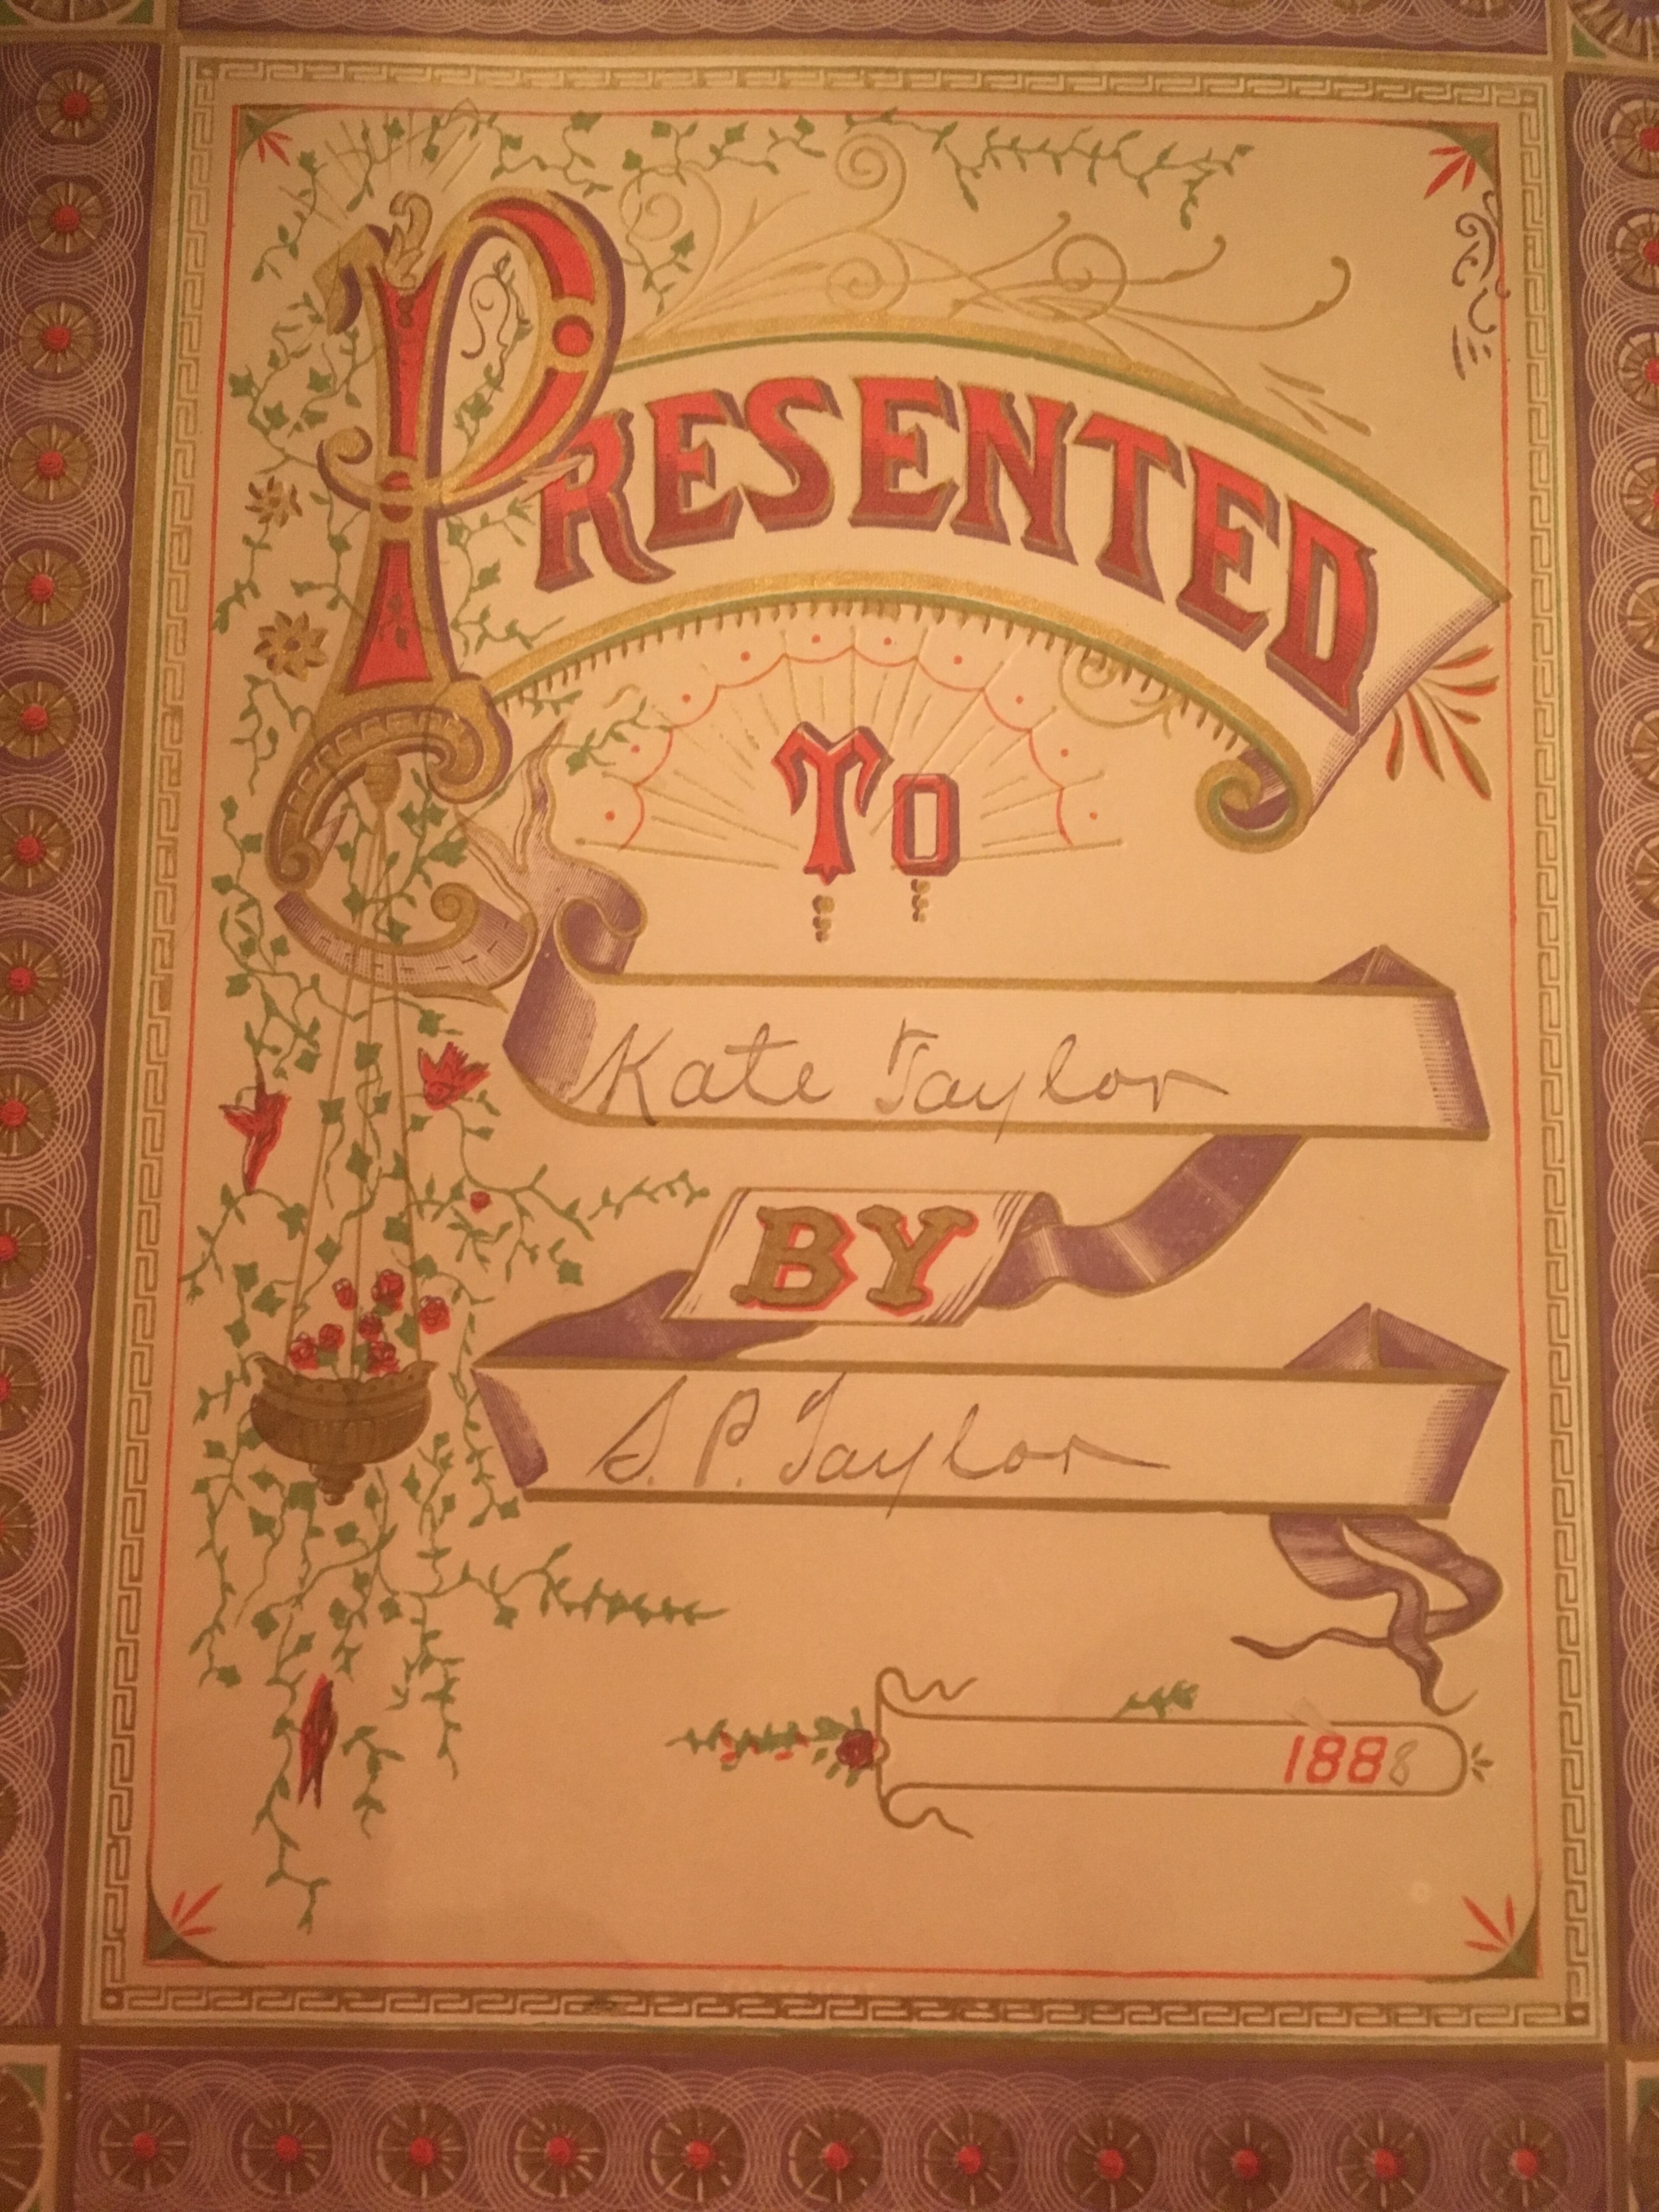 PRESENTED
TO
Kate Taylor
BY
S. P. Taylor
1888